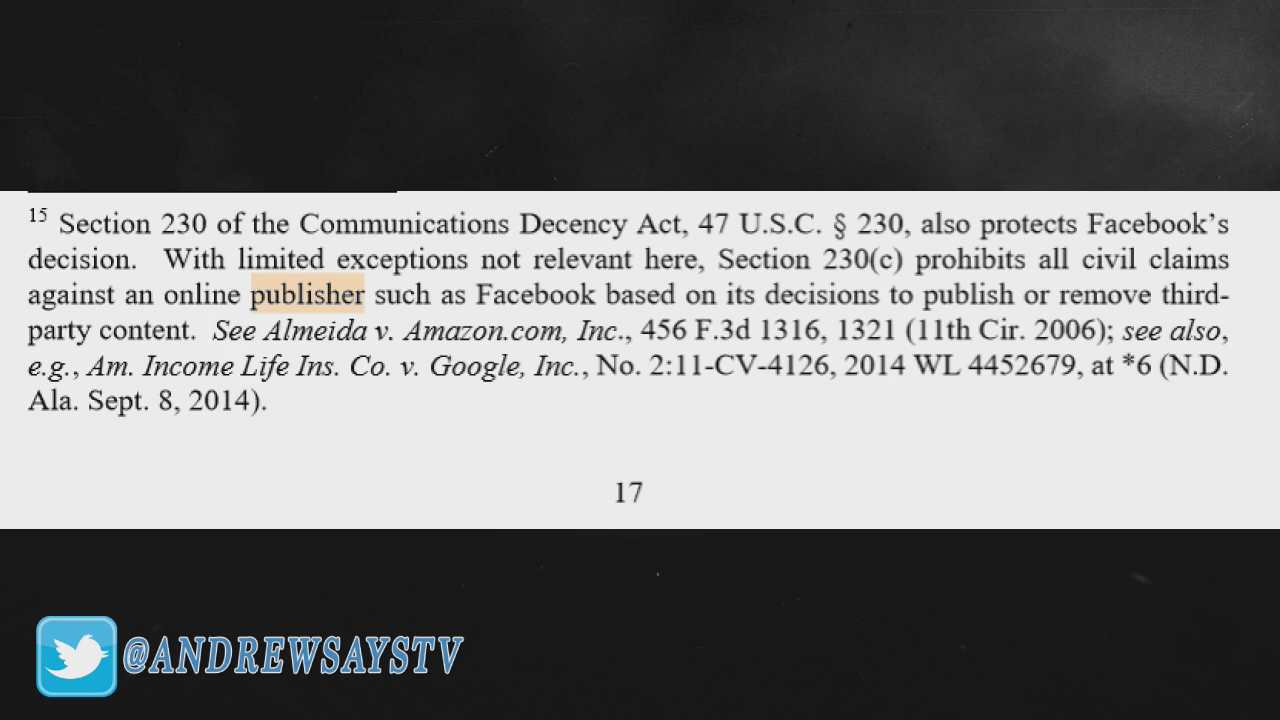 15 Section 230 of the Communications Decency Act, 47 U.S.C. § 230, also protects Facebook's
decision. With limited exceptions not relevant here, Section 230(c) prohibits all civil claims
against an online publisher such as Facebook based on its decisions to publish or remove third-
party content. See Almeida v. Amazon.com, Inc., 456 F.3d 1316, 1321 (11th Cir. 2006); see also,
e.g., Am. Income Life Ins. Co. v. Google, Inc., No. 2:11-CV-4126, 2014 WL 4452679, at *6 (N.D.
Ala. Sept. 8, 2014).
17
@ANDREWSAYSTV